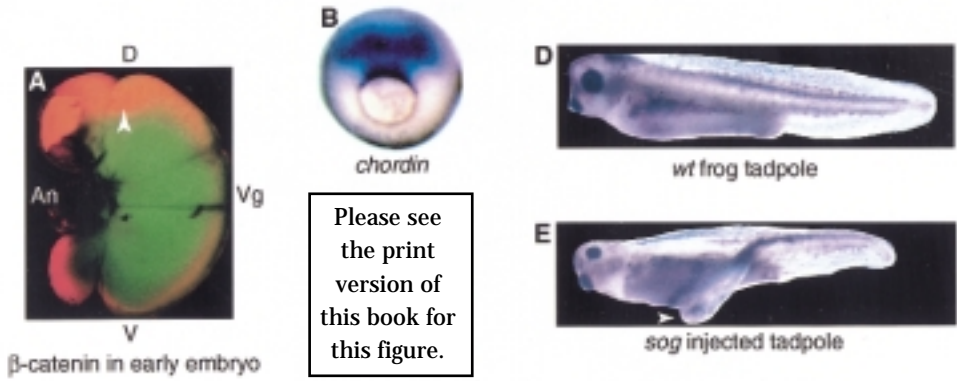 D
A
An
Vg
V
β-catenin in early embryo
B
chordin
Please see
the print
version of
this book for
this figure.
D
wt frog tadpole
E
sog injected tadpole